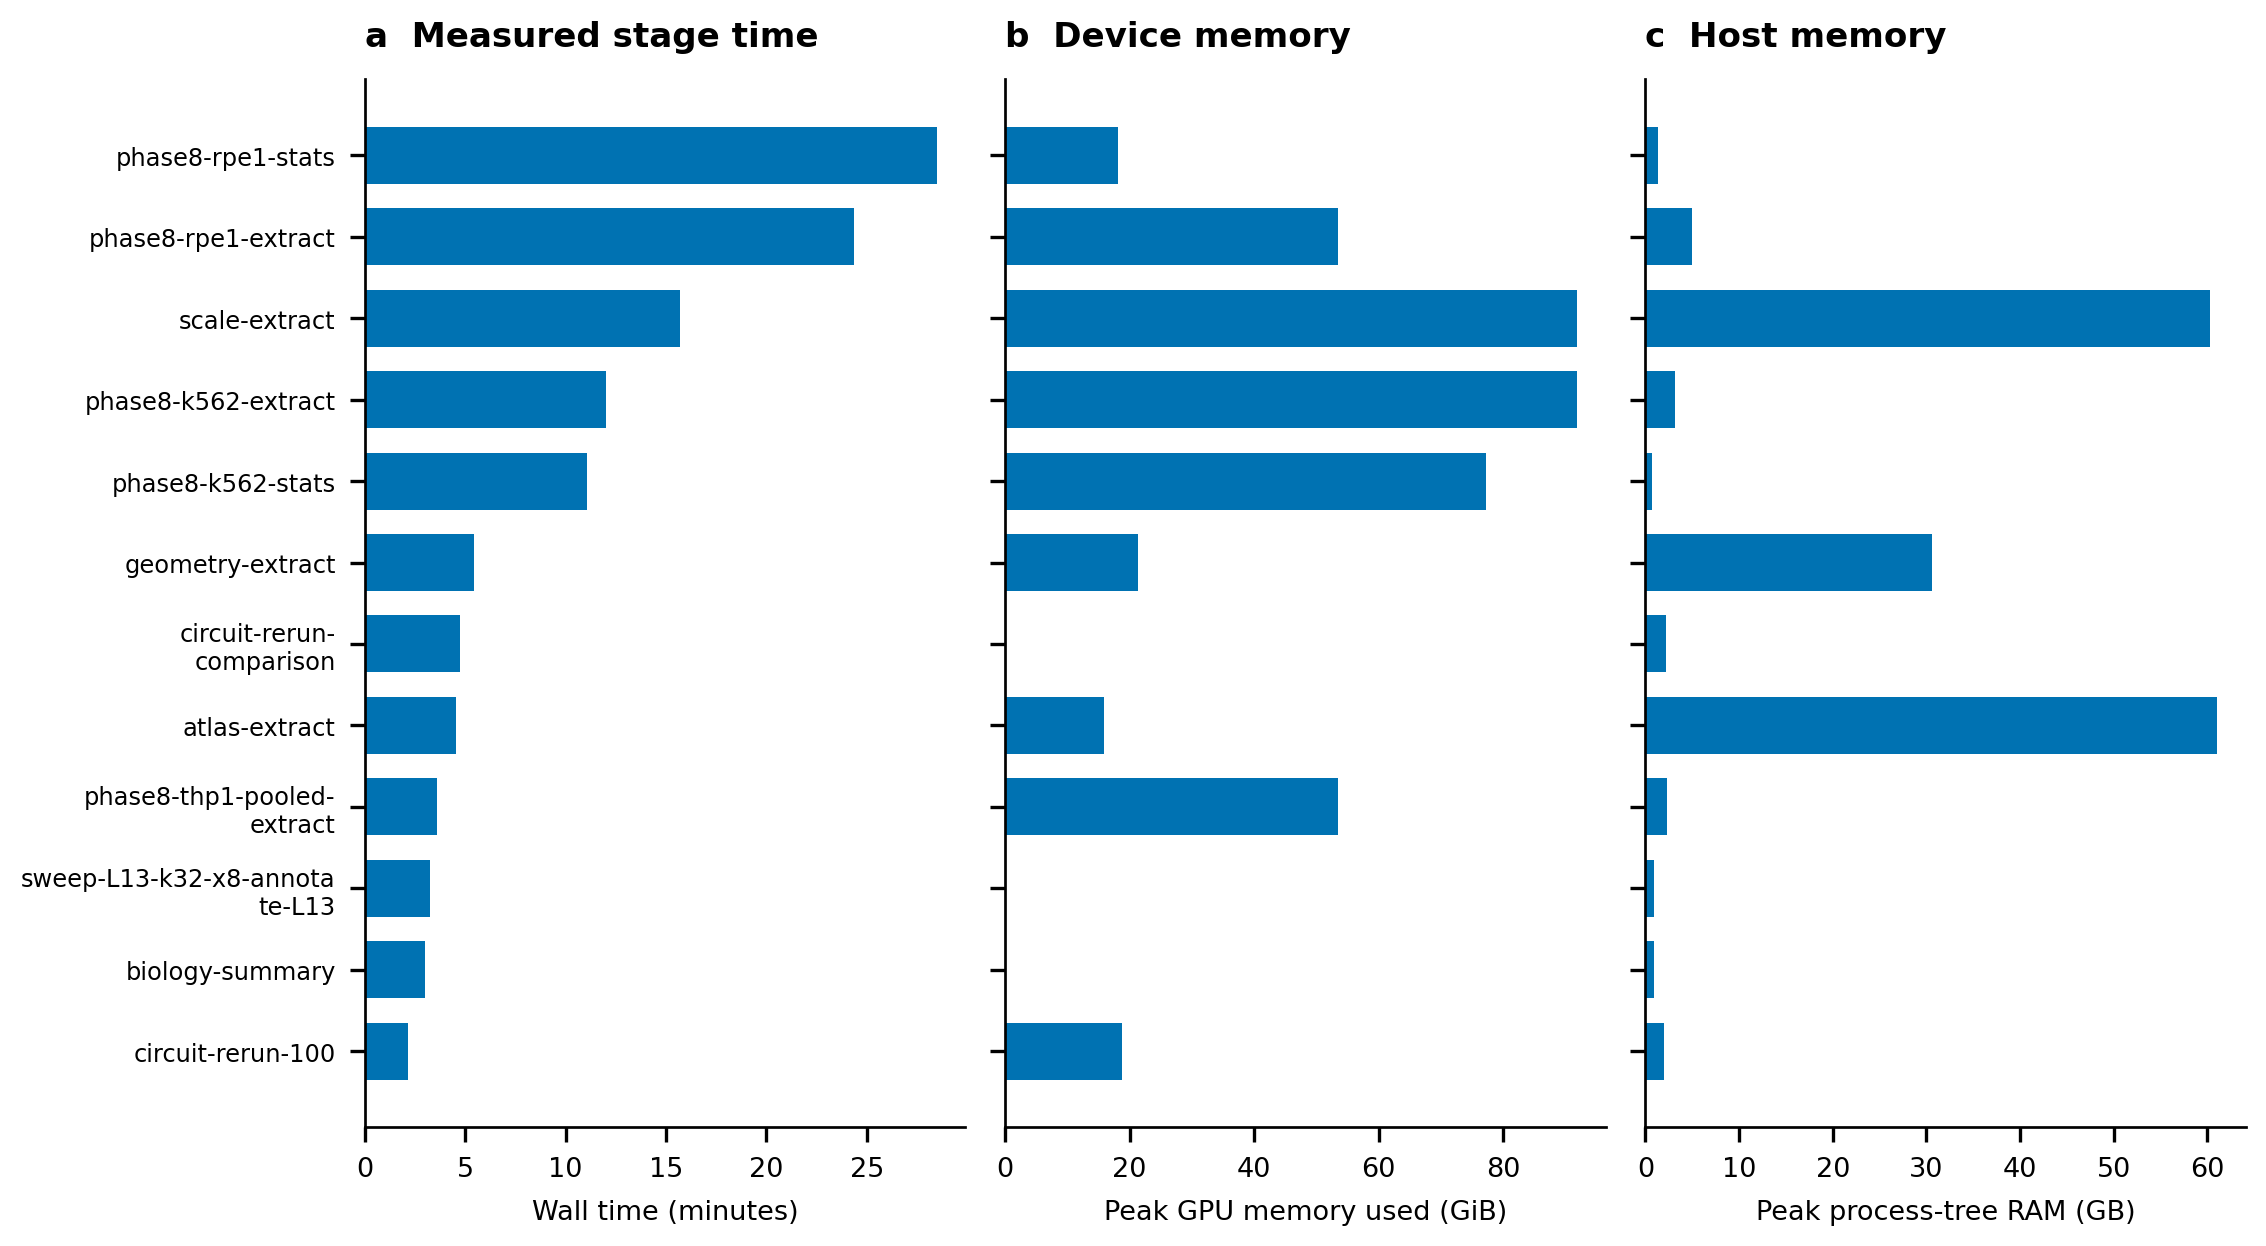 a Measured stage time
b Device memory
c Host memory
phase8-rpe1-stats
phase8-rpe1-extract
scale-extract
phase8-k562-extract
phase8-k562-stats
geometry-extract
circuit-rerun-
comparison
atlas-extract
phase8-thp1-pooled-
extract
sweep-L13-k32-x8-annota
te-L13
biology-summary
circuit-rerun-100
0 5 10 15 20 25
Wall time (minutes)
0 20 40 60 80
Peak GPU memory used (GiB)
0 10 20 30 40 50 60
Peak process-tree RAM (GB)